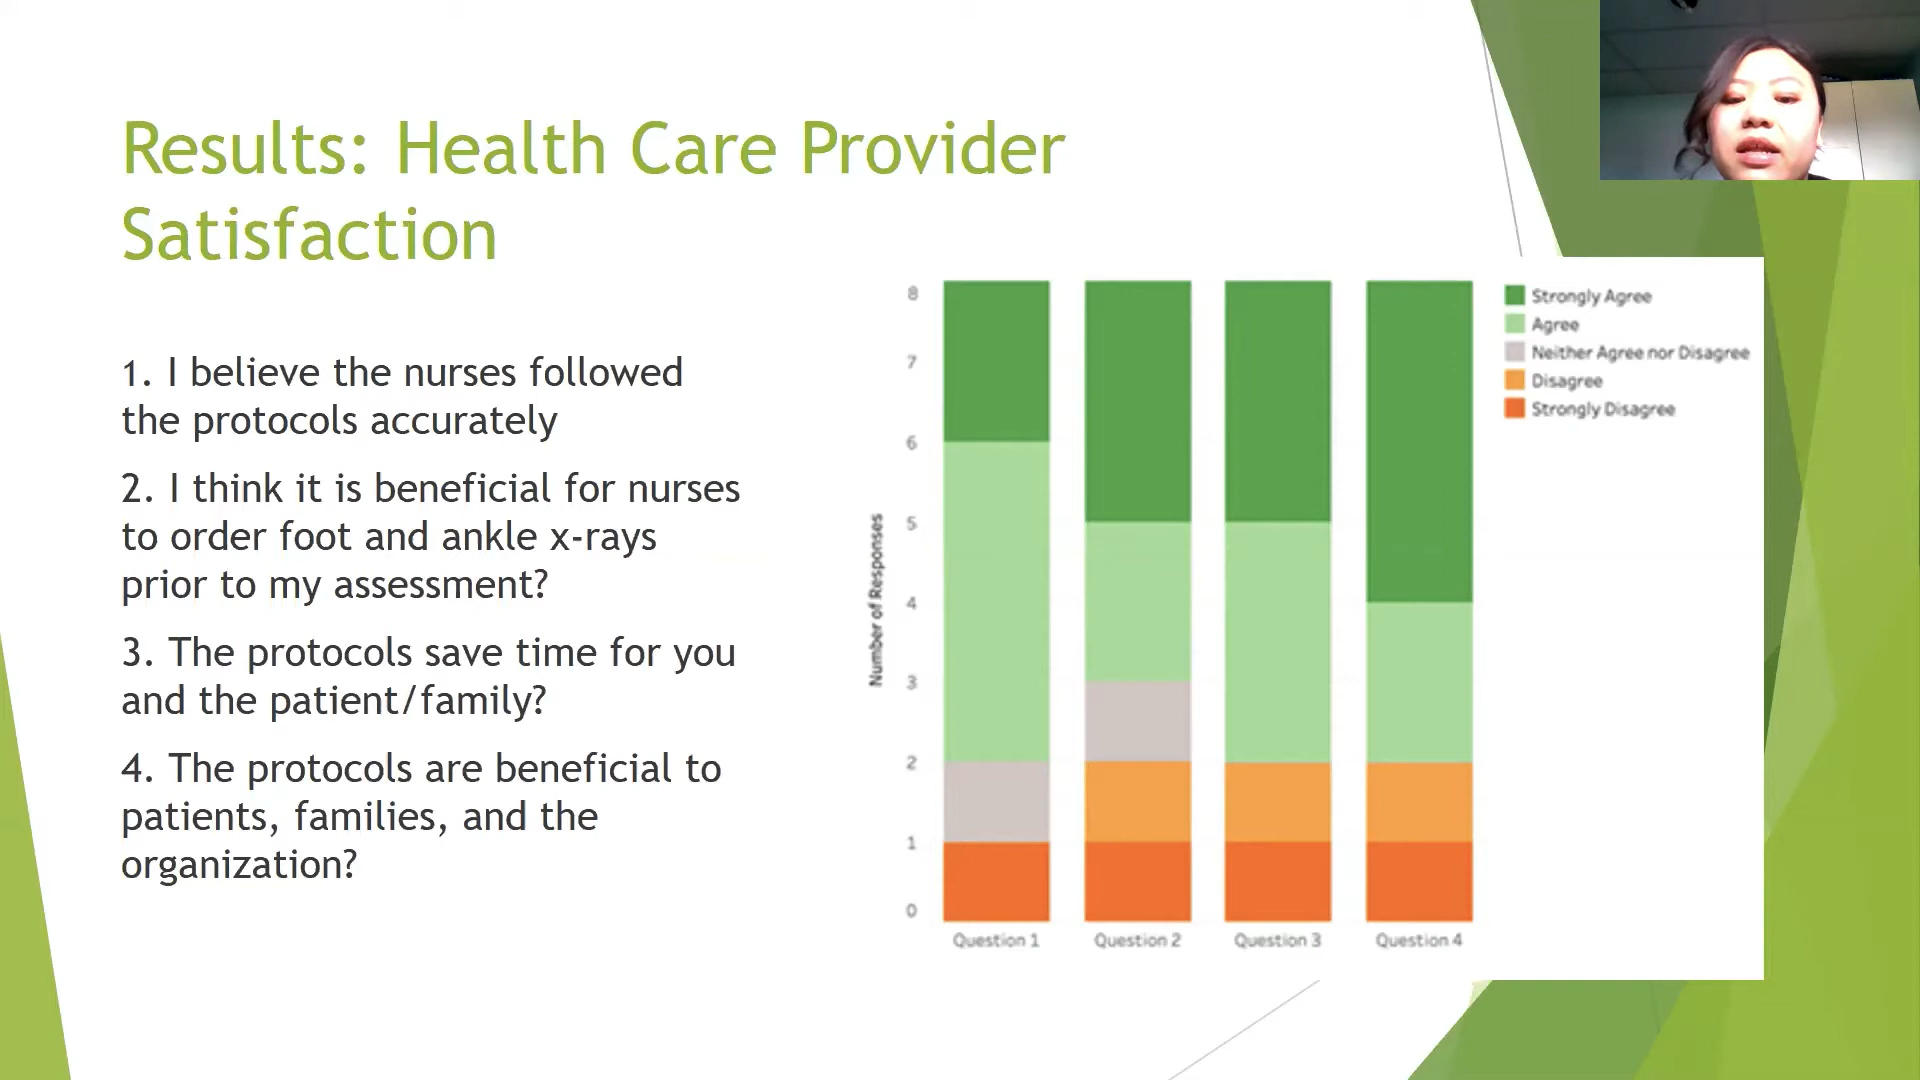 Results: Health Care Provider
Satisfaction
1. I believe the nurses followed
the protocols accurately
2. I think it is beneficial for nurses
to order foot and ankle x-rays
prior to my assessment?
3. The protocols save time for you
and the patient/family?
4. The protocols are beneficial to
patients, families, and the
organization?
Number of Responses
8
7
6
5
4
3
2
1
0
Question 1
Question 2
Question 3
Question 4
Strongly Agree
Agree
Neither Agree nor Disagree
Disagree
Strongly Disagree